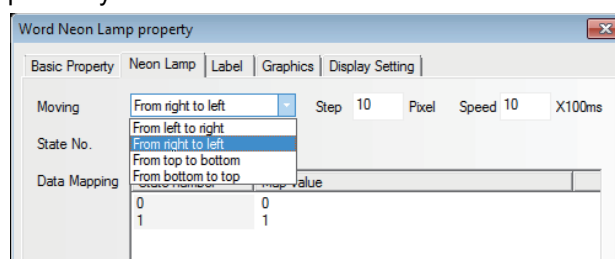 Word Neon Lamp property
Basic Property Neon Lamp Label Graphics Display Setting
Moving From right to left Step 10 Pixel Speed 10 X100ms
From left to right
State No. From right to left
From top to bottom
Data Mapping From bottom to top
0 0
1 1